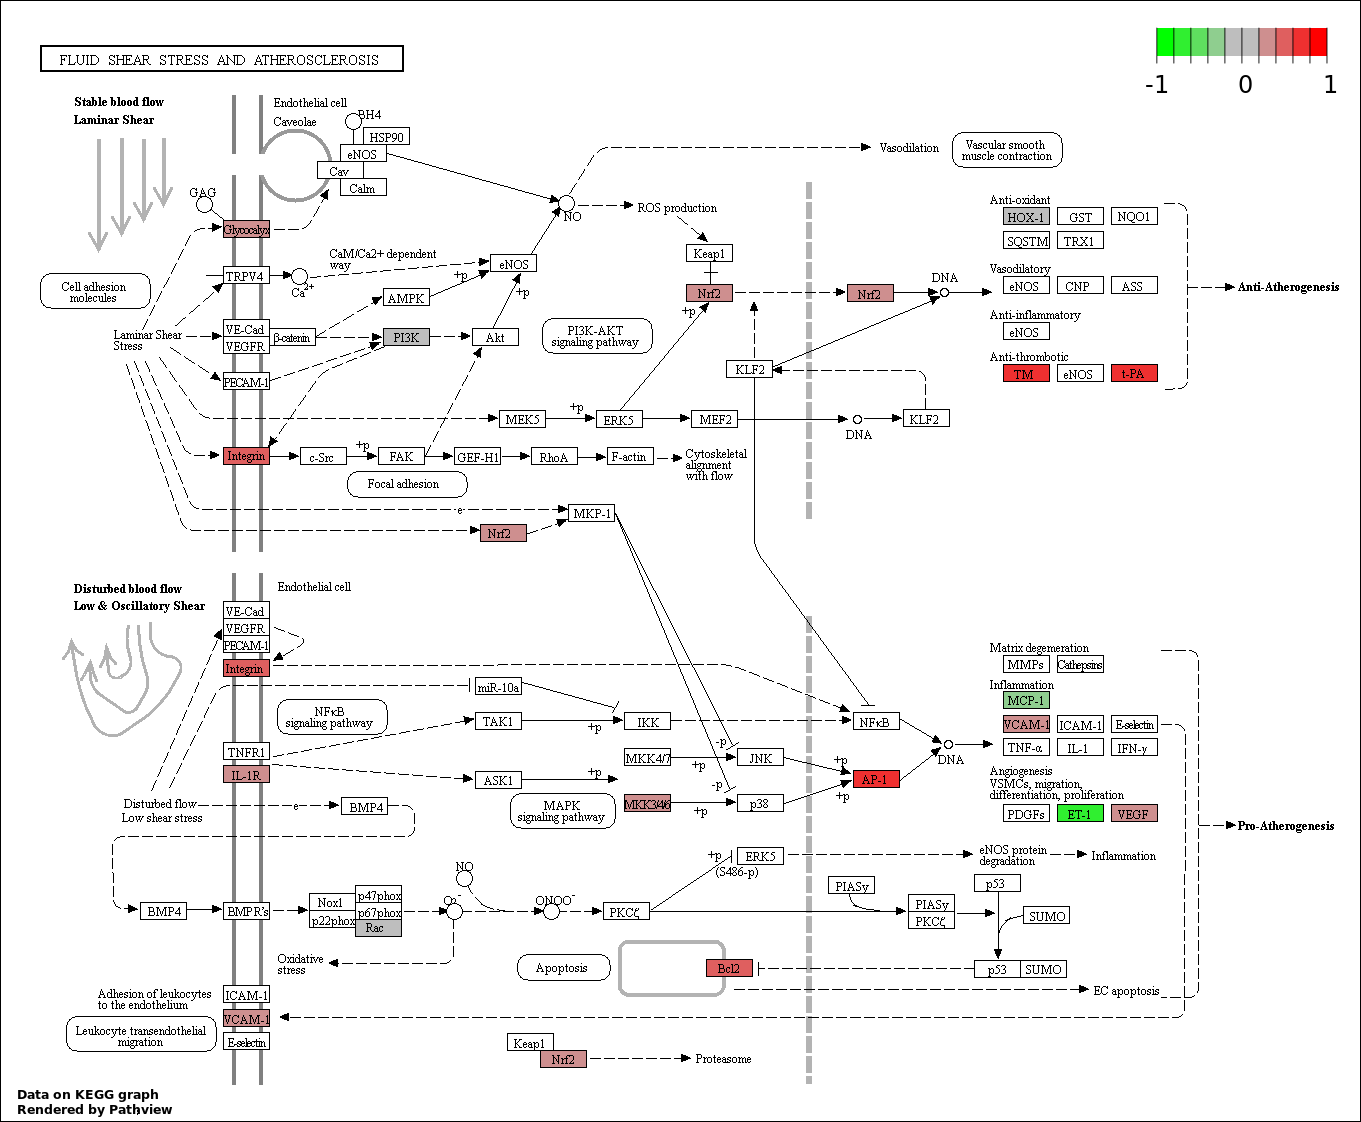 FLUID SHEAR STRESS AND ATHEROSCLEROSIS
-1 0 1
Stable blood flow
Laminar Shear
Endothelial cell
Caveolae
BH4
HSP90
eNOS
Cav
Calm
GAG
Glycocalyx
NO
Vasodilation
Vascular smooth
muscle contraction
ROS production
Keap1
Nrf2
+p
Nrf2
DNA
Anti-oxidant
HOX-1
GST
NQO1
SQSTM
TRX1
Vasodilatory
eNOS
CNP
ASS
Anti-inflammatory
eNOS
Anti-thrombotic
TM
eNOS
t-PA
Anti-Atherogenesis
Cell adhesion
molecules
TRPV4
Ca2+
CaM/Ca2+ dependent
way
eNOS
+p
+p
AMPK
Laminar Shear
Stress
VE-Cad
VEGFR
β-catenin
PI3K
Akt
PI3K-AKT
signaling pathway
PECAM-1
KLF2
MEK5
+p
ERK5
MEF2
DNA
KLF2
Integrin
c-Src
+p
FAK
GEF-H1
RhoA
F-actin
Cytoskeletal
alignment
with flow
Focal adhesion
e
MKP-1
Nrf2
Disturbed blood flow
Low & Oscillatory Shear
Endothelial cell
VE-Cad
VEGFR
PECAM-1
Integrin
miR-10a
NFκB
signaling pathway
TAK1
+p
IKK
NFκB
DNA
TNFR1
IL-1R
ASK1
+p
MKK4/7
+p
-p
JNK
+p
AP-1
MAPK
signaling pathway
MKK3/4/6
+p
-p
p38
+p
Matrix degeneration
MMPs
Cathepsins
Inflammation
MCP-1
VCAM-1
ICAM-1
E-selectin
TNF-α
IL-1
IFN-γ
Angiogenesis
VSMCs, migration,
differentiation, proliferation
PDGFs
ET-1
VEGF
Pro-Atherogenesis
Disturbed flow
Low shear stress
e
BMP4
+p
(S486-p)
ERK5
eNOS protein
degradation
Inflammation
BMP4
BMPR's
Nox1
p22phox
p47phox
p67phox
Rac
O2-
NO
ONOO-
PKCζ
PIASy
PIASy
PKCζ
p53
SUMO
p53
SUMO
Oxidative
stress
Apoptosis
Bcl2
EC apoptosis
Adhesion of leukocytes
to the endothelium
ICAM-1
VCAM-1
E-selectin
Leukocyte transendothelial
migration
Keap1
Nrf2
Proteasome
Data on KEGG graph
Rendered by Pathview